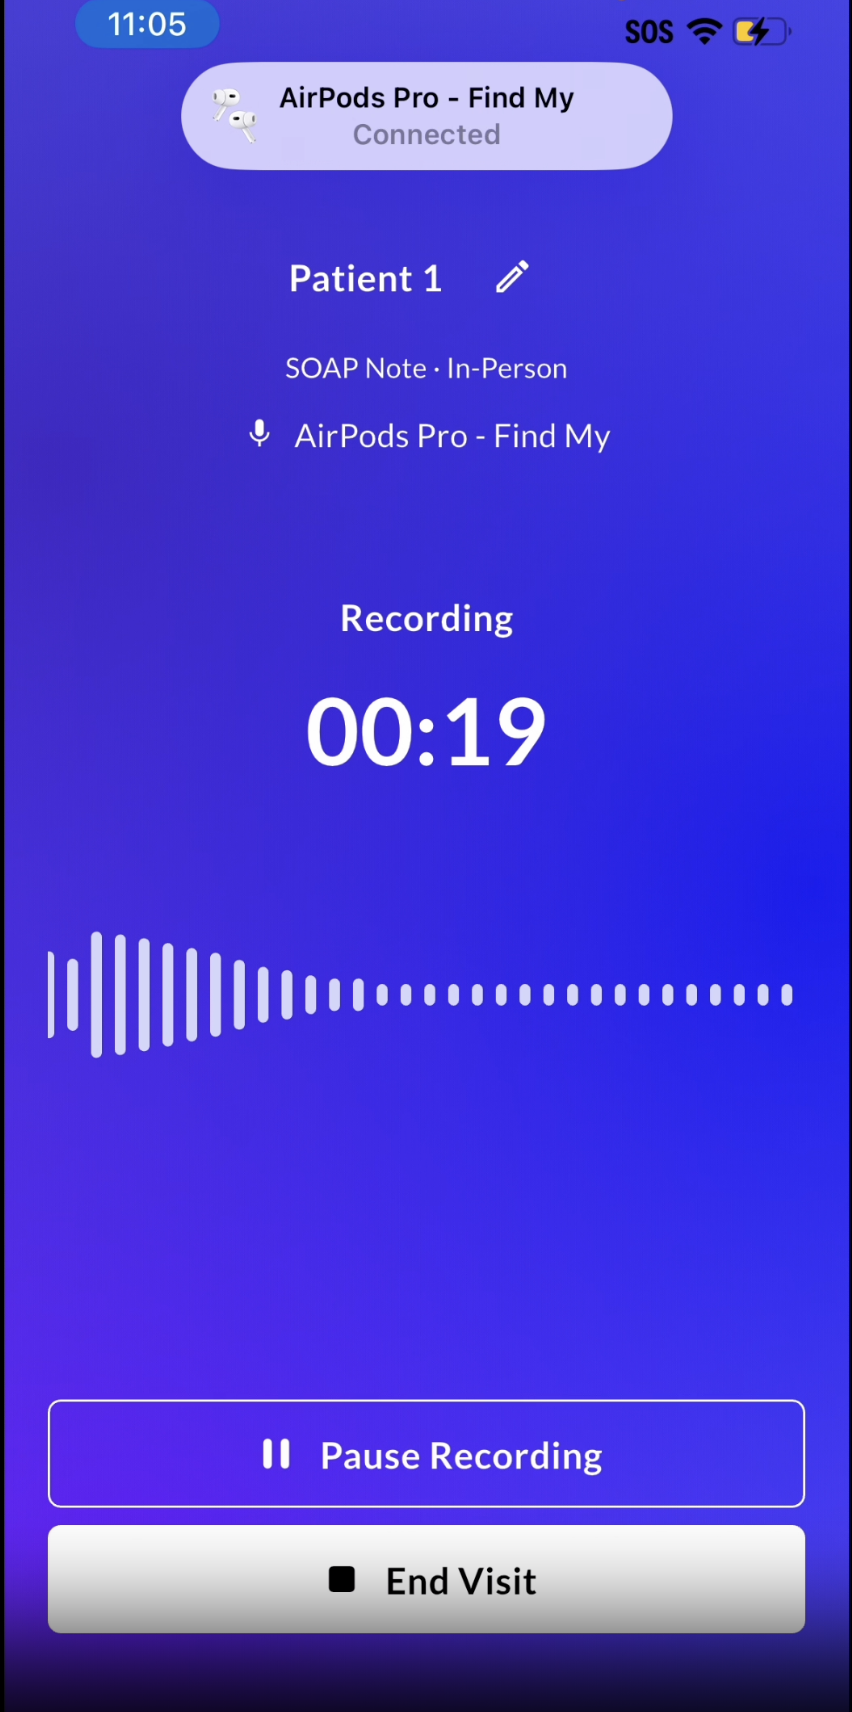 11:05
SOS
AirPods Pro - Find My
Connected
Patient 1
SOAP Note · In-Person
AirPods Pro - Find My
Recording
00:19
Pause Recording
End Visit